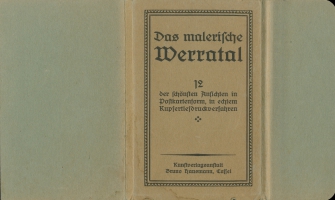 Das malerische
Werratal
12
der schönsten Ansichten in
Postkartenform, in echtem
Kupfertiefdruckverfahren
Kunstverlagsanstalt
Bruno Hansmann, Cassel